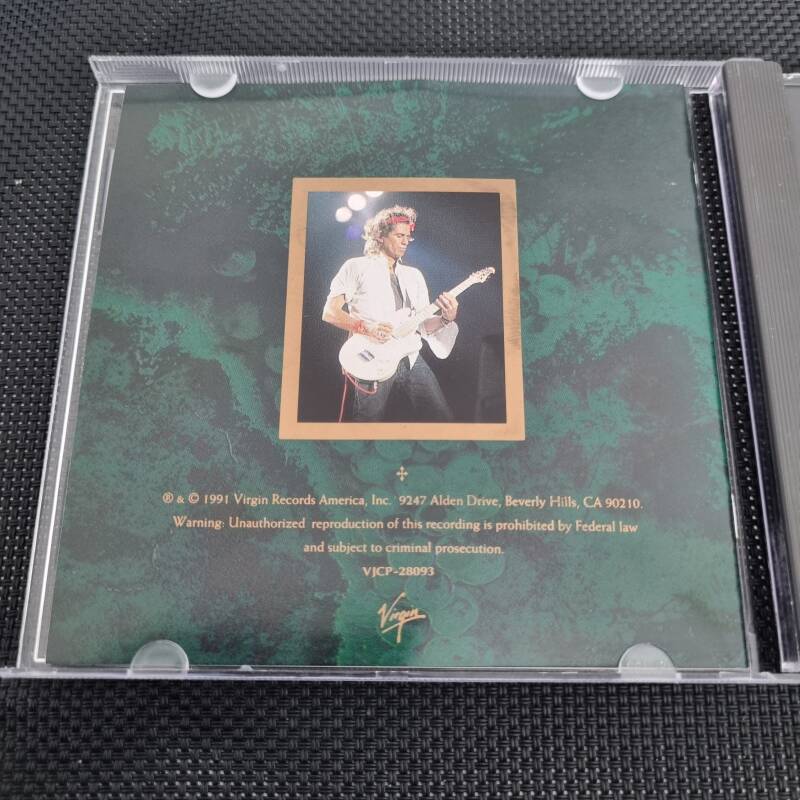 ℗ & © 1991 Virgin Records America, Inc. 9247 Alden Drive, Beverly Hills, CA 90210.
Warning: Unauthorized reproduction of this recording is prohibited by Federal law
and subject to criminal prosecution.
VJCP-28093
Virgin